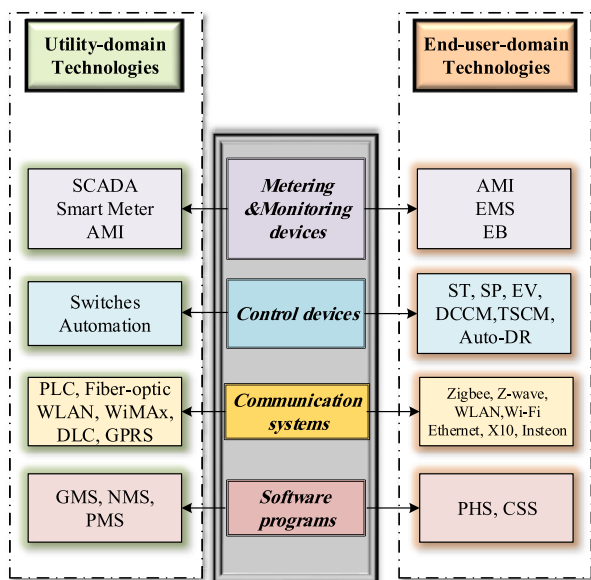 Utility-domain
Technologies
End-user-domain
Technologies
SCADA
Smart Meter
AMI
Metering
&Monitoring
devices
AMI
EMS
EB
Switches
Automation
Control devices
ST, SP, EV,
DCCM,TSCM,
Auto-DR
PLC, Fiber-optic
WLAN, WiMAx,
DLC, GPRS
Communication
systems
Zigbee, Z-wave,
WLAN,Wi-Fi
Ethernet, X10, Insteon
GMS, NMS,
PMS
Software
programs
PHS, CSS